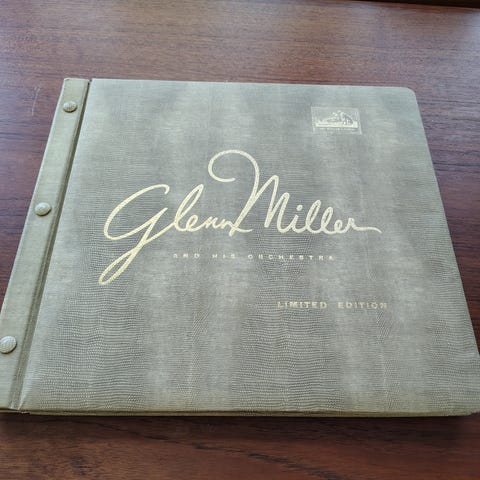 Glenn Miller
AND HIS ORCHESTRA
LIMITED EDITION